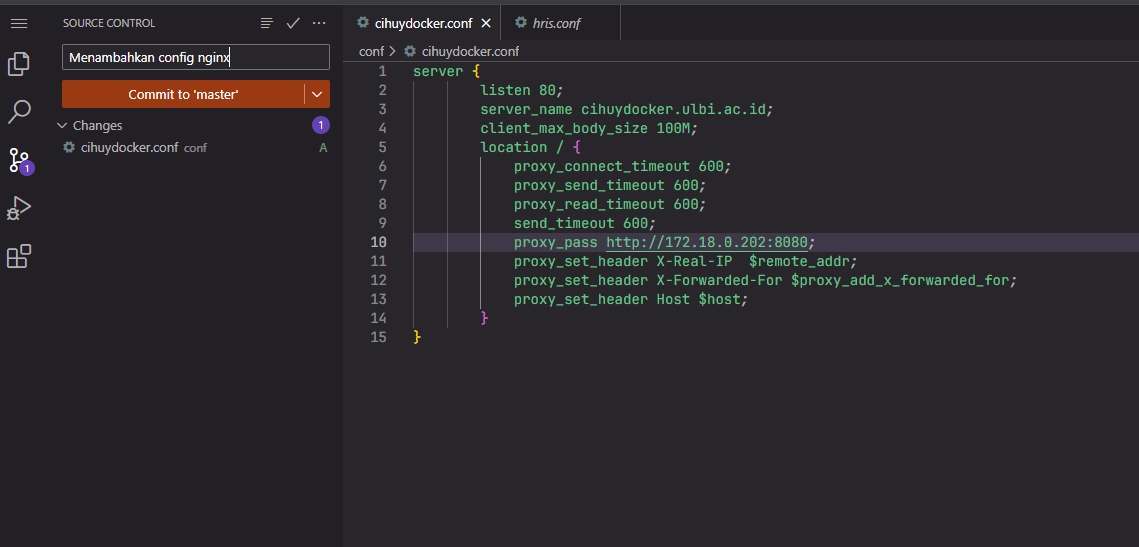 SOURCE CONTROL
Menambahkan config nginx
Commit to 'master'
Changes 1
cihuydocker.conf conf A
1
cihuydocker.conf hris.conf
conf > cihuydocker.conf
1 server {
2 listen 80;
3 server_name cihuydocker.ulbi.ac.id;
4 client_max_body_size 100M;
5 location / {
6 proxy_connect_timeout 600;
7 proxy_send_timeout 600;
8 proxy_read_timeout 600;
9 send_timeout 600;
10 proxy_pass http://172.18.0.202:8080;
11 proxy_set_header X-Real-IP  $remote_addr;
12 proxy_set_header X-Forwarded-For $proxy_add_x_forwarded_for;
13 proxy_set_header Host $host;
14 }
15 }